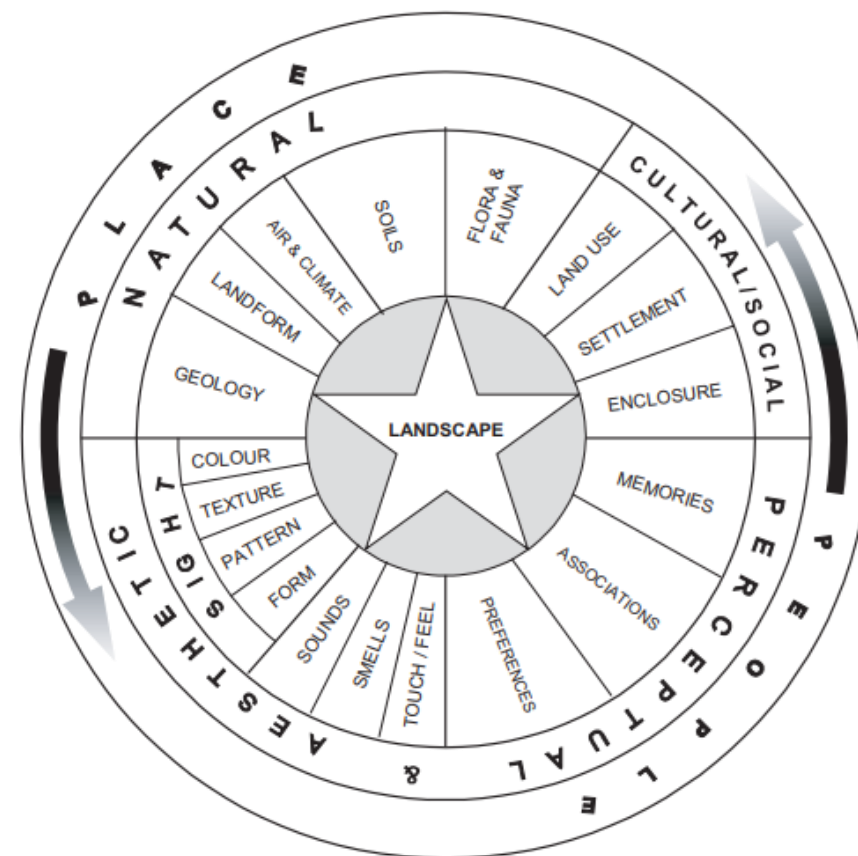 PLACE
NATURAL
CULTURAL/SOCIAL
SOILS
FLORA &
FAUNA
AIR & CLIMATE
LAND USE
LANDFORM
SETTLEMENT
GEOLOGY
ENCLOSURE
LANDSCAPE
COLOUR
TEXTURE
PATTERN
FORM
SIGHT
SOUNDS
SMELLS
TOUCH / FEEL
PREFERENCES
ASSOCIATIONS
MEMORIES
AESTHETIC & PERCEPTUAL
PEOPLE